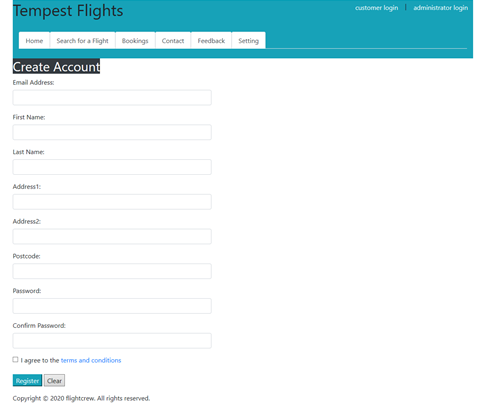 Tempest Flights
customer login | administrator login
Home Search for a Flight Bookings Contact Feedback Setting
Create Account
Email Address:
First Name:
Last Name:
Address1:
Address2:
Postcode:
Password:
Confirm Password:
I agree to the terms and conditions
Register Clear
Copyright © 2020 flightcrew. All rights reserved.